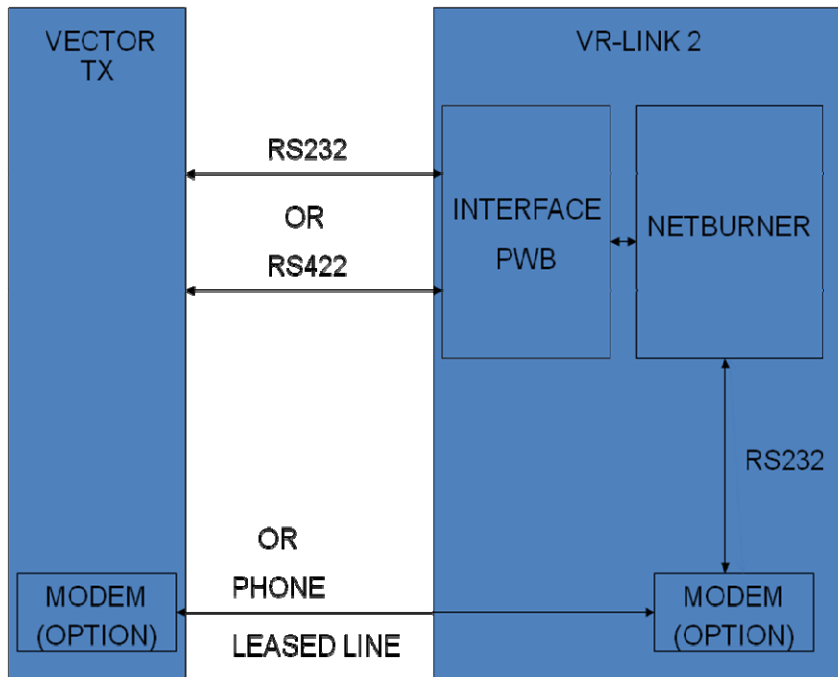 VECTOR
TX
VR-LINK 2
RS232
OR
RS422
INTERFACE
PWB
NETBURNER
RS232
OR
PHONE
LEASED LINE
MODEM
(OPTION)
MODEM
(OPTION)